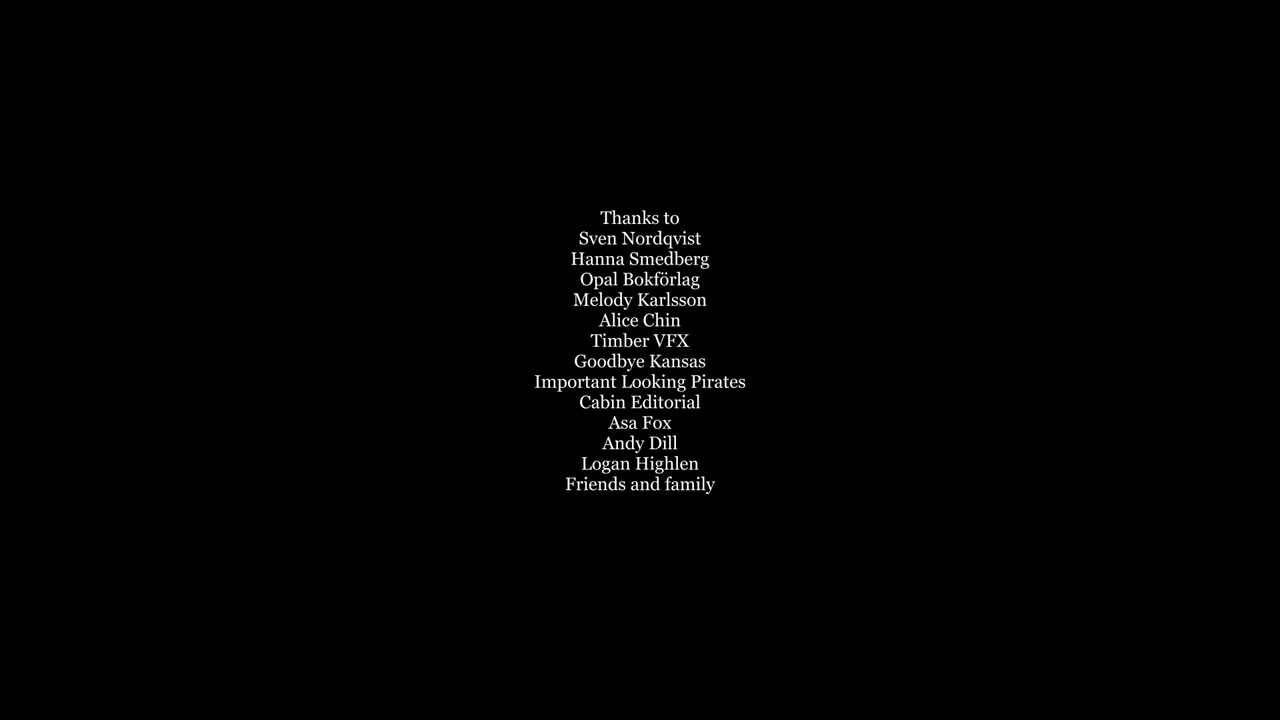 Thanks to
Sven Nordqvist
Hanna Smedberg
Opal Bokförlag
Melody Karlsson
Alice Chin
Timber VFX
Goodbye Kansas
Important Looking Pirates
Cabin Editorial
Asa Fox
Andy Dill
Logan Highlen
Friends and family